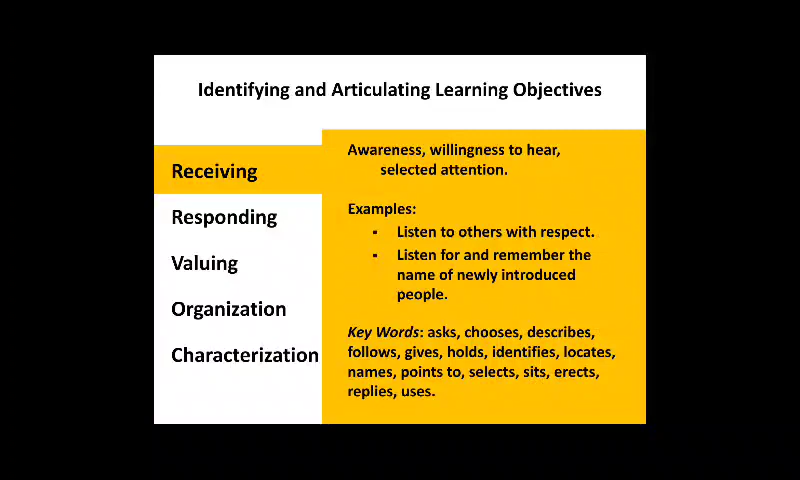 Identifying and Articulating Learning Objectives
Receiving
Responding
Valuing
Organization
Characterization
Awareness, willingness to hear,
selected attention.
Examples:
▪ Listen to others with respect.
▪ Listen for and remember the
name of newly introduced
people.
Key Words: asks, chooses, describes,
follows, gives, holds, identifies, locates,
names, points to, selects, sits, erects,
replies, uses.